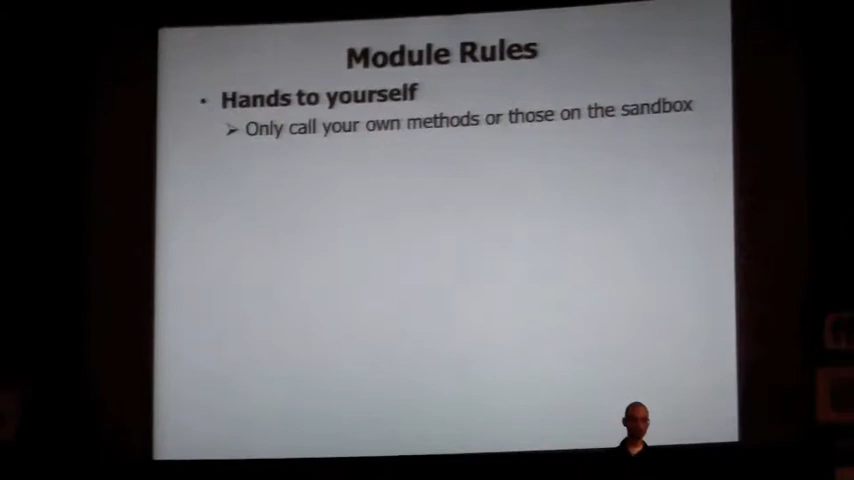 Module Rules
• Hands to yourself
➢ Only call your own methods or those on the sandbox